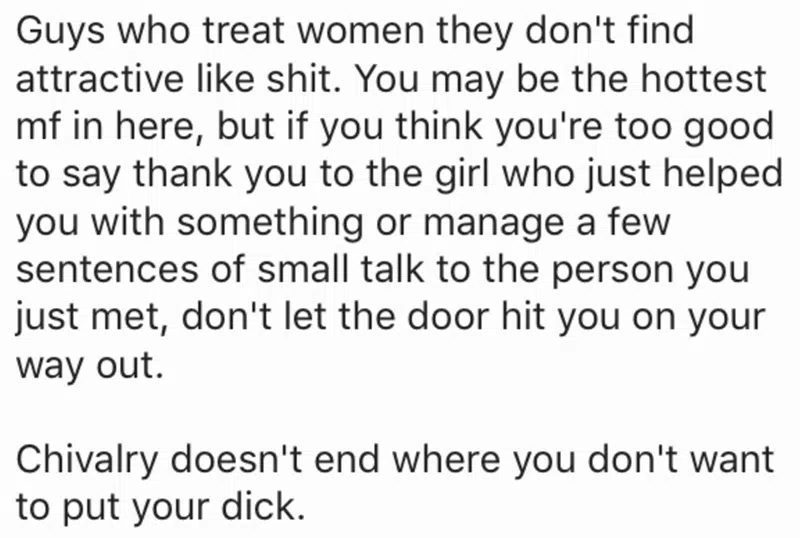 Guys who treat women they don't find
attractive like shit. You may be the hottest
mf in here, but if you think you're too good
to say thank you to the girl who just helped
you with something or manage a few
sentences of small talk to the person you
just met, don't let the door hit you on your
way out.
Chivalry doesn't end where you don't want
to put your dick.